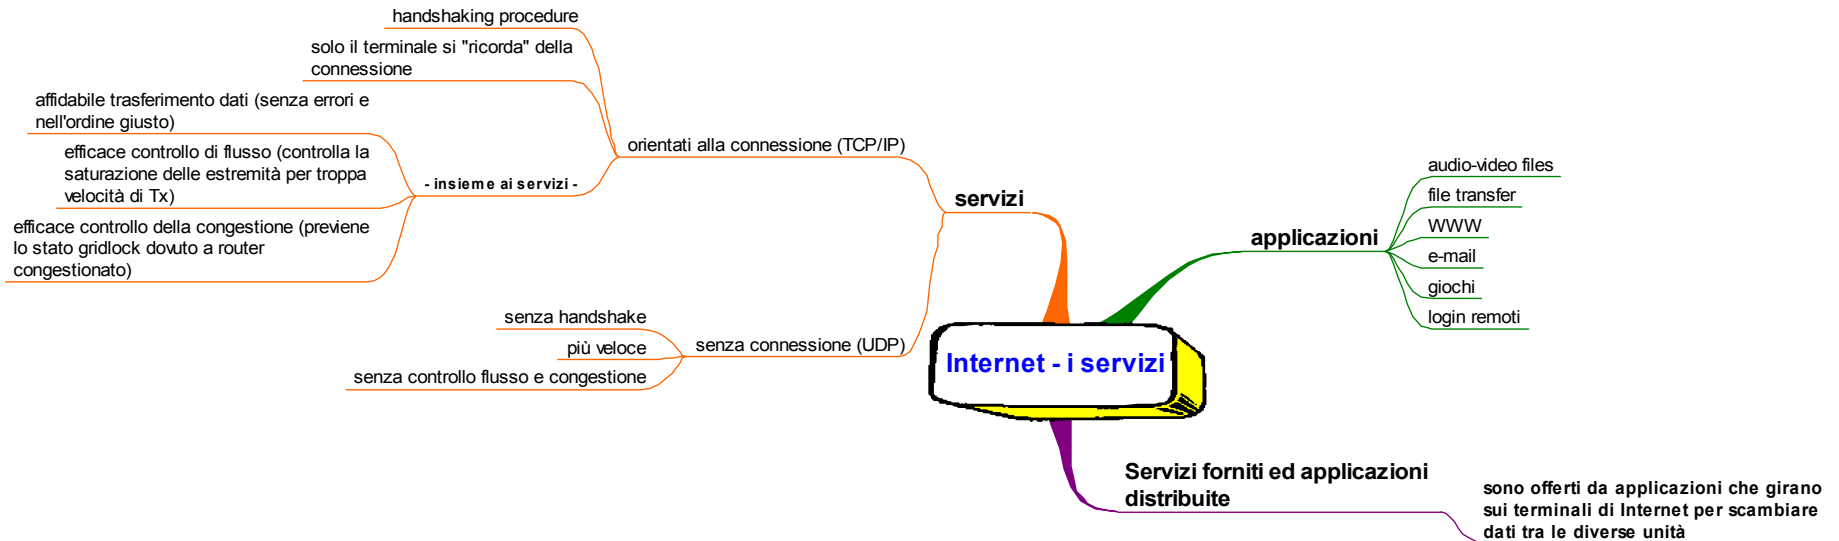 handshaking procedure
solo il terminale si "ricorda" della
connessione
affidabile trasferimento dati (senza errori e
nell'ordine giusto)
efficace controllo di flusso (controlla la
saturazione delle estremità per troppa
velocità di Tx)
- insieme ai servizi -
efficace controllo della congestione (previene
lo stato gridlock dovuto a router
congestionato)
orientati alla connessione (TCP/IP)
servizi
senza handshake
più veloce
senza controllo flusso e congestione
senza connessione (UDP)
Internet - i servizi
applicazioni
audio-video files
file transfer
WWW
e-mail
giochi
login remoti
Servizi forniti ed applicazioni
distribuite
sono offerti da applicazioni che girano
sui terminali di Internet per scambiare
dati tra le diverse unità